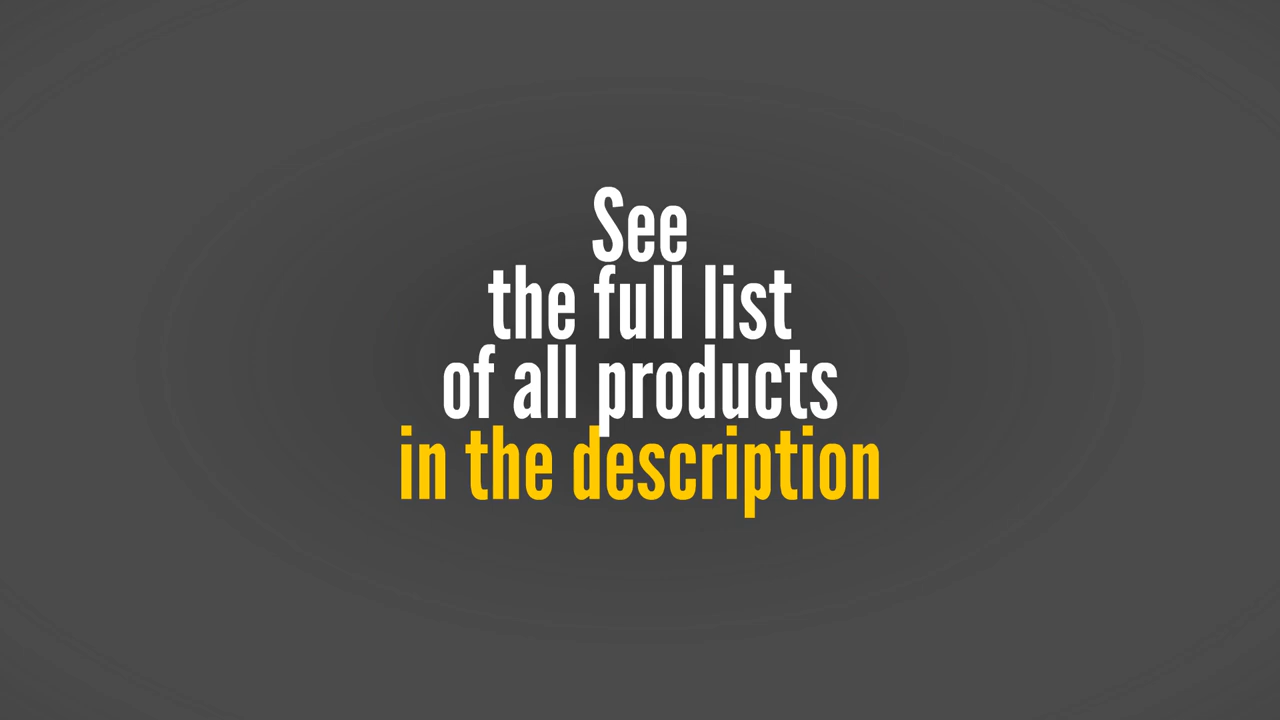 See
the full list
of all products
in the description